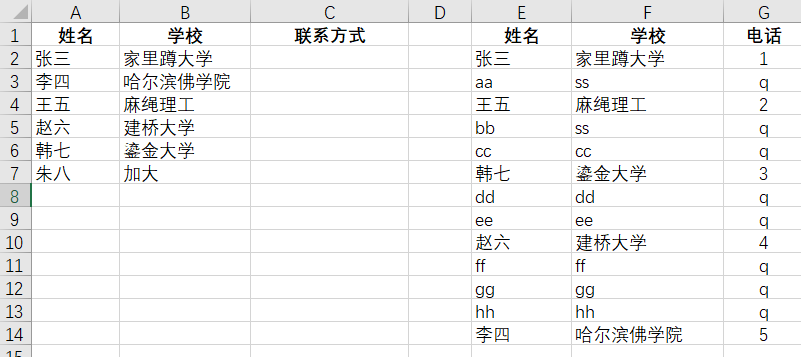 A B C D E F G
1 姓名 学校 联系方式 姓名 学校 电话
2 张三 家里蹲大学 张三 家里蹲大学 1
3 李四 哈尔滨佛学院 aa ss q
4 王五 麻绳理工 王五 麻绳理工 2
5 赵六 建桥大学 bb ss q
6 韩七 鎏金大学 cc cc q
7 朱八 加大 韩七 鎏金大学 3
8 dd dd q
9 ee ee q
10 赵六 建桥大学 4
11 ff ff q
12 gg gg q
13 hh hh q
14 李四 哈尔滨佛学院 5
15